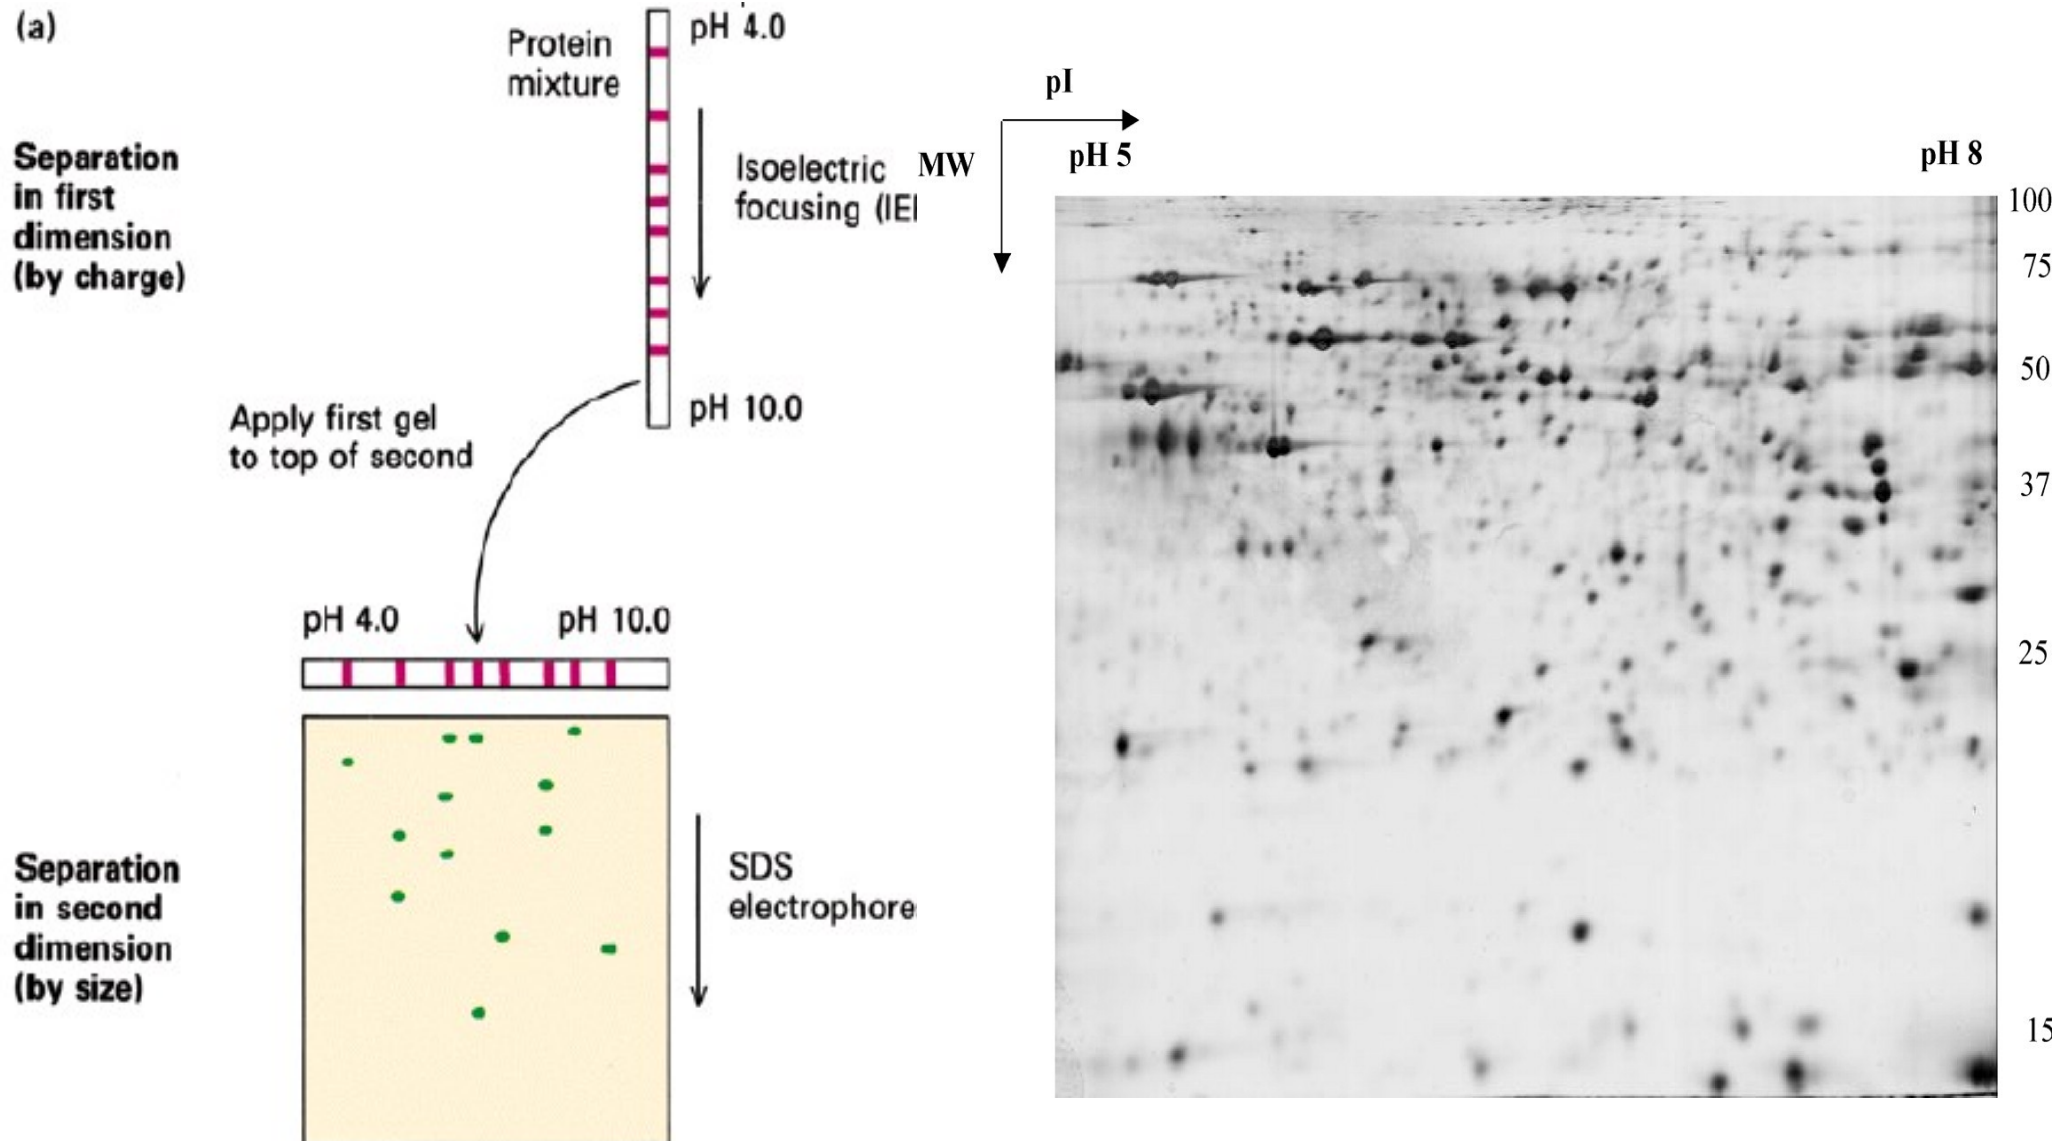 (a)
Protein
mixture
pH 4.0
Separation
in first
dimension
(by charge)
Isoelectric
focusing (IEI
pH 10.0
Apply first gel
to top of second
pH 4.0
pH 10.0
Separation
in second
dimension
(by size)
SDS
electrophore
pI
MW
pH 5
pH 8
100
75
50
37
25
15